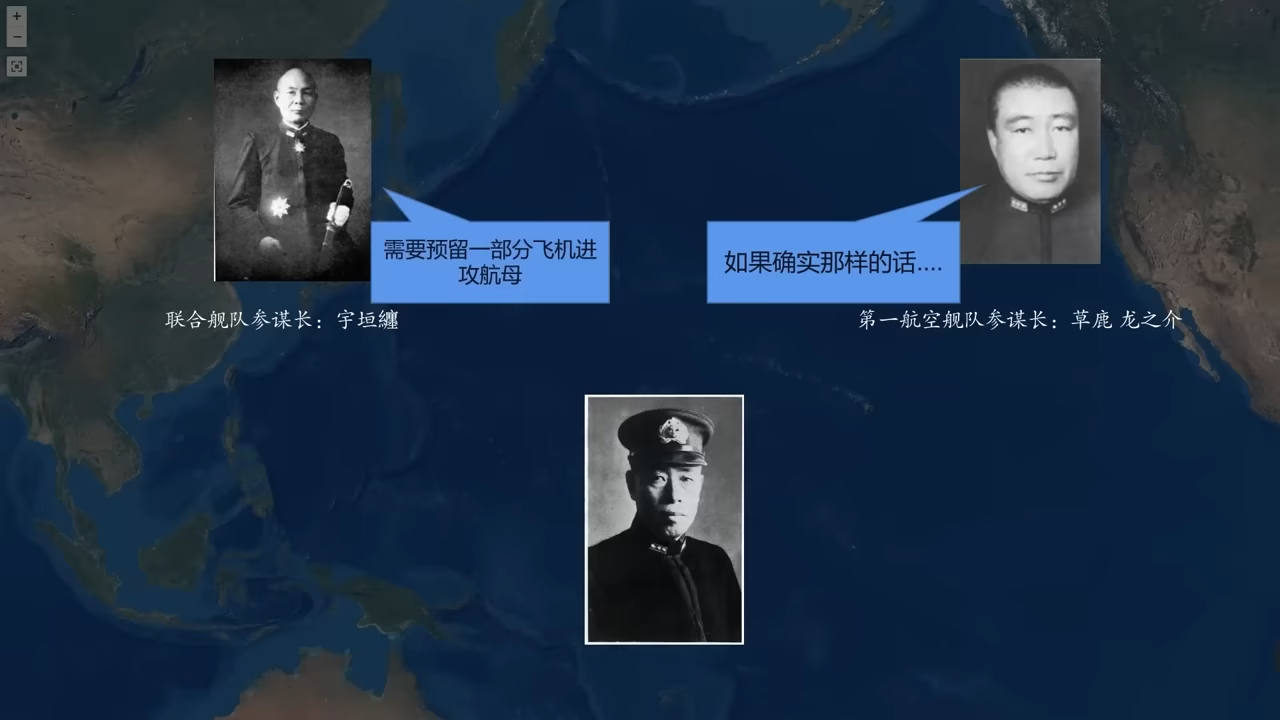 需要预留一部分飞机进
攻航母
如果确实那样的话....
联合舰队参谋长：宇垣纏
第一航空舰队参谋长：草鹿 龙之介